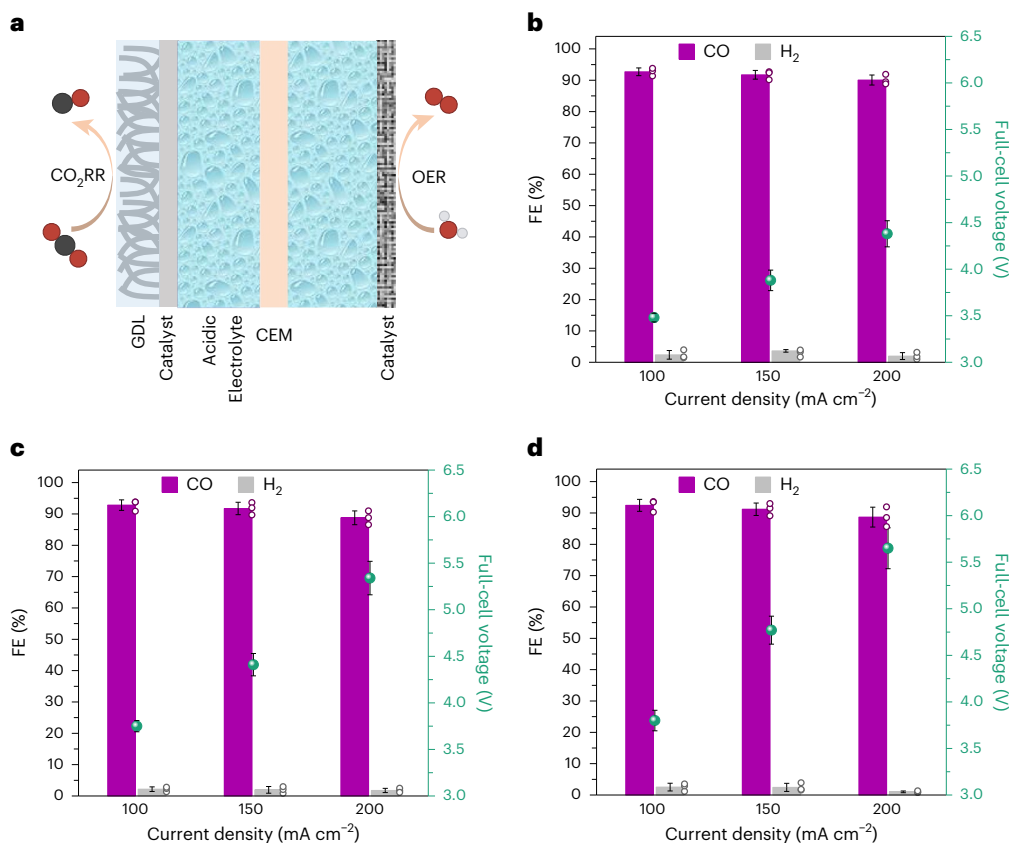 a
CO₂RR
OER
GDL
Catalyst
Acidic
Electrolyte
CEM
Catalyst
b
CO
H₂
100
90
80
70
60
50
40
30
20
10
0
FE (%)
6.5
6.0
5.5
5.0
4.5
4.0
3.5
3.0
Full-cell voltage (V)
100
150
200
Current density (mA cm⁻²)
c
CO
H₂
100
90
80
70
60
50
40
30
20
10
0
FE (%)
6.5
6.0
5.5
5.0
4.5
4.0
3.5
3.0
Full-cell voltage (V)
100
150
200
Current density (mA cm⁻²)
d
CO
H₂
100
90
80
70
60
50
40
30
20
10
0
FE (%)
6.5
6.0
5.5
5.0
4.5
4.0
3.5
3.0
Full-cell voltage (V)
100
150
200
Current density (mA cm⁻²)